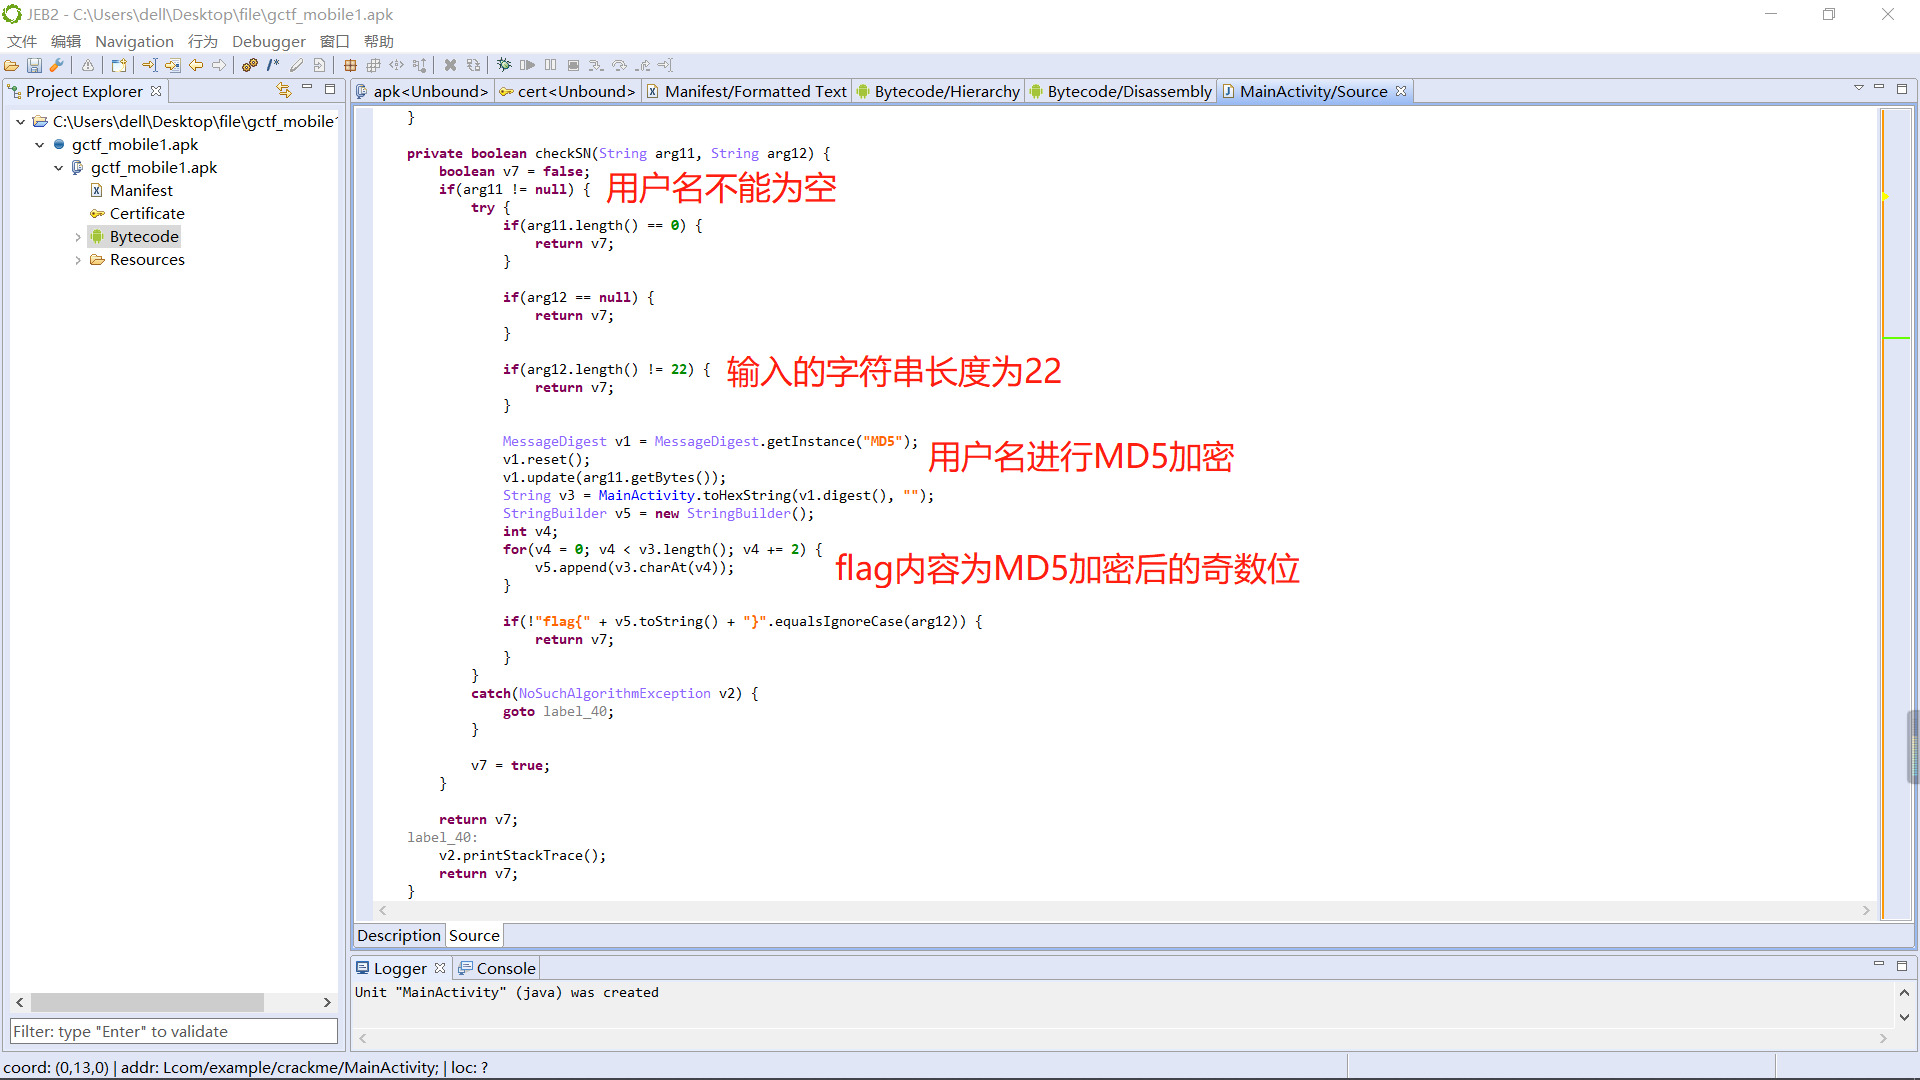 JEB2 - C:\Users\dell\Desktop\file\gctf_mobile1.apk
文件 编辑 Navigation 行为 Debugger 窗口 帮助
Project Explorer
C:\Users\dell\Desktop\file\gctf_mobile1
gctf_mobile1.apk
gctf_mobile1.apk
Manifest
Certificate
Bytecode
Resources
Filter: type "Enter" to validate
apk<Unbound> cert<Unbound> Manifest/Formatted Text Bytecode/Hierarchy Bytecode/Disassembly MainActivity/Source
}
private boolean checkSN(String arg11, String arg12) {
boolean v7 = false;
if(arg11 != null) { 用户名不能为空
try {
if(arg11.length() == 0) {
return v7;
}
if(arg12 == null) {
return v7;
}
if(arg12.length() != 22) { 输入的字符串长度为22
return v7;
}
MessageDigest v1 = MessageDigest.getInstance("MD5"); 用户名进行MD5加密
v1.reset();
v1.update(arg11.getBytes());
String v3 = MainActivity.toHexString(v1.digest(), "");
StringBuilder v5 = new StringBuilder();
int v4;
for(v4 = 0; v4 < v3.length(); v4 += 2) { flag内容为MD5加密后的奇数位
v5.append(v3.charAt(v4));
}
if(!"flag{" + v5.toString() + "}".equalsIgnoreCase(arg12)) {
return v7;
}
}
catch(NoSuchAlgorithmException v2) {
goto label_40;
}
v7 = true;
}
return v7;
label_40:
v2.printStackTrace();
return v7;
}
Description Source
Logger Console
Unit "MainActivity" (java) was created
coord: (0,13,0) | addr: Lcom/example/crackme/MainActivity; | loc: ?